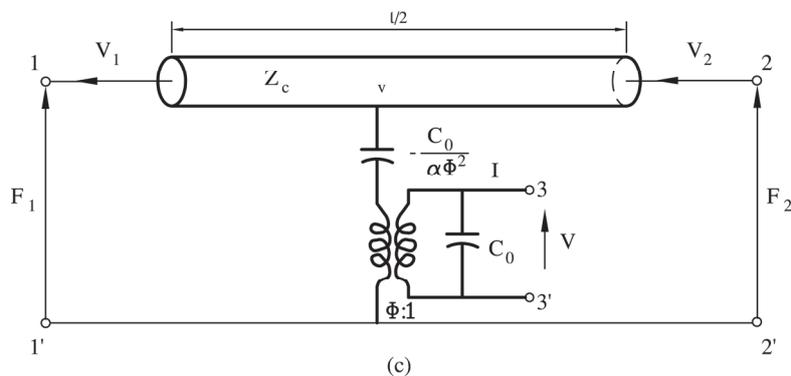 l/2
1
V1
V2
2
Zc
v
- C0
αΦ2
I
3
F1
F2
C0
V
3'
Φ:1
1'
2'
(c)